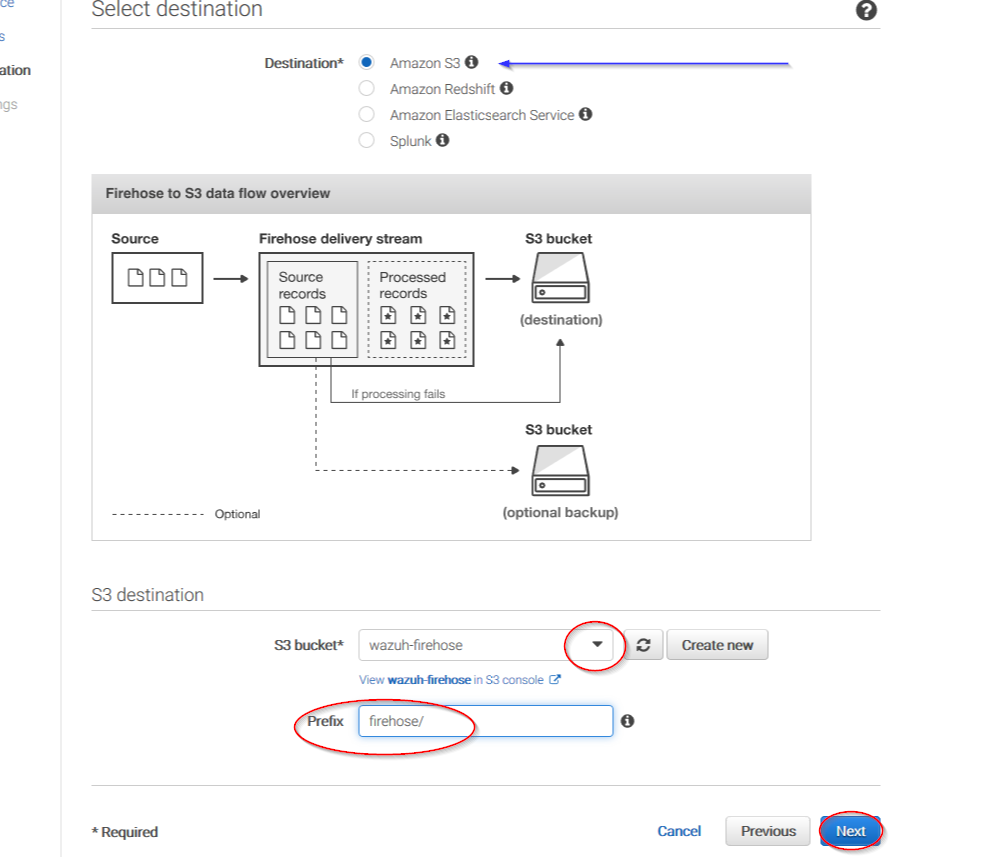 ce
s
ation
ngs
Select destination
Destination*
Amazon S3
Amazon Redshift
Amazon Elasticsearch Service
Splunk
Firehose to S3 data flow overview
Source
Firehose delivery stream
S3 bucket
Source
records
Processed
records
(destination)
If processing fails
S3 bucket
(optional backup)
Optional
S3 destination
S3 bucket* wazuh-firehose Create new
View wazuh-firehose in S3 console
Prefix firehose/
* Required Cancel Previous Next